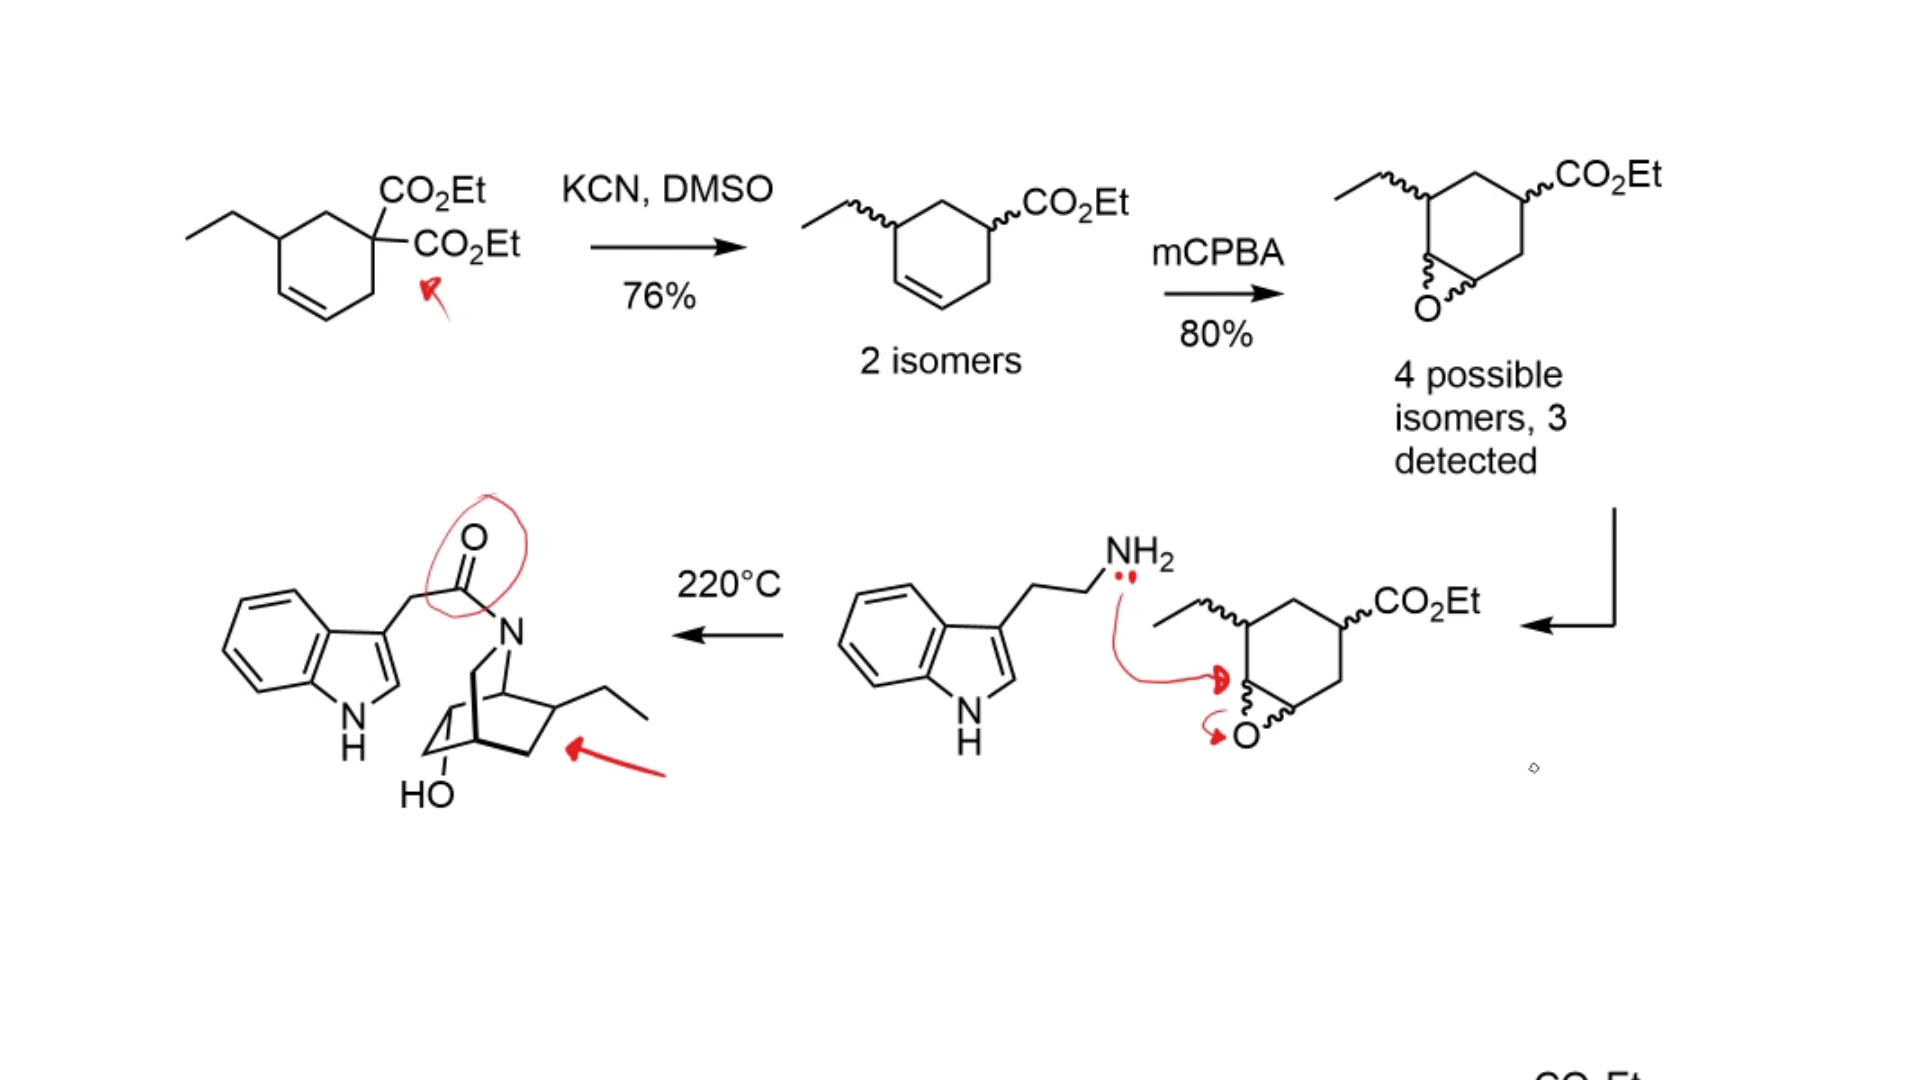 CO2Et
CO2Et
KCN, DMSO
76%
CO2Et
2 isomers
mCPBA
80%
CO2Et
O
4 possible
isomers, 3
detected
O
N
N
H
HO
220°C
NH2
N
H
CO2Et
O